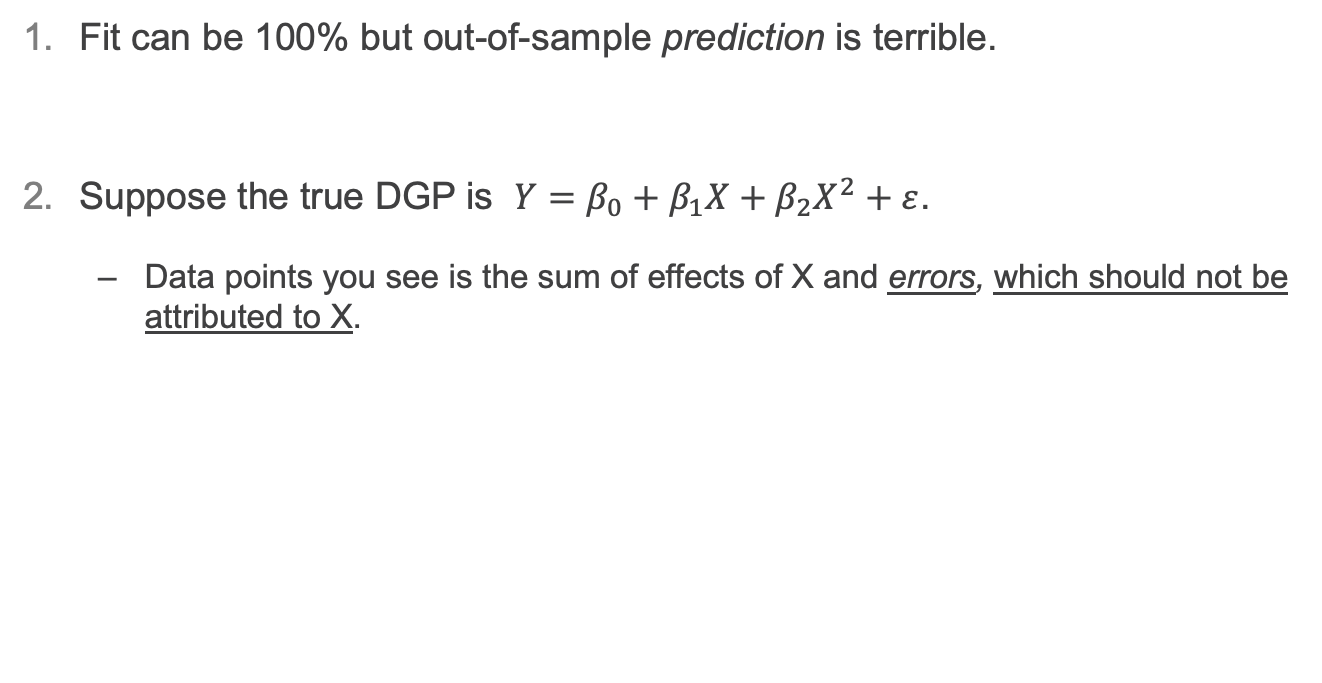 1. Fit can be 100% but out-of-sample prediction is terrible.
2. Suppose the true DGP is Y = β₀ + β₁X + β₂X² + ε.
– Data points you see is the sum of effects of X and errors, which should not be
attributed to X.